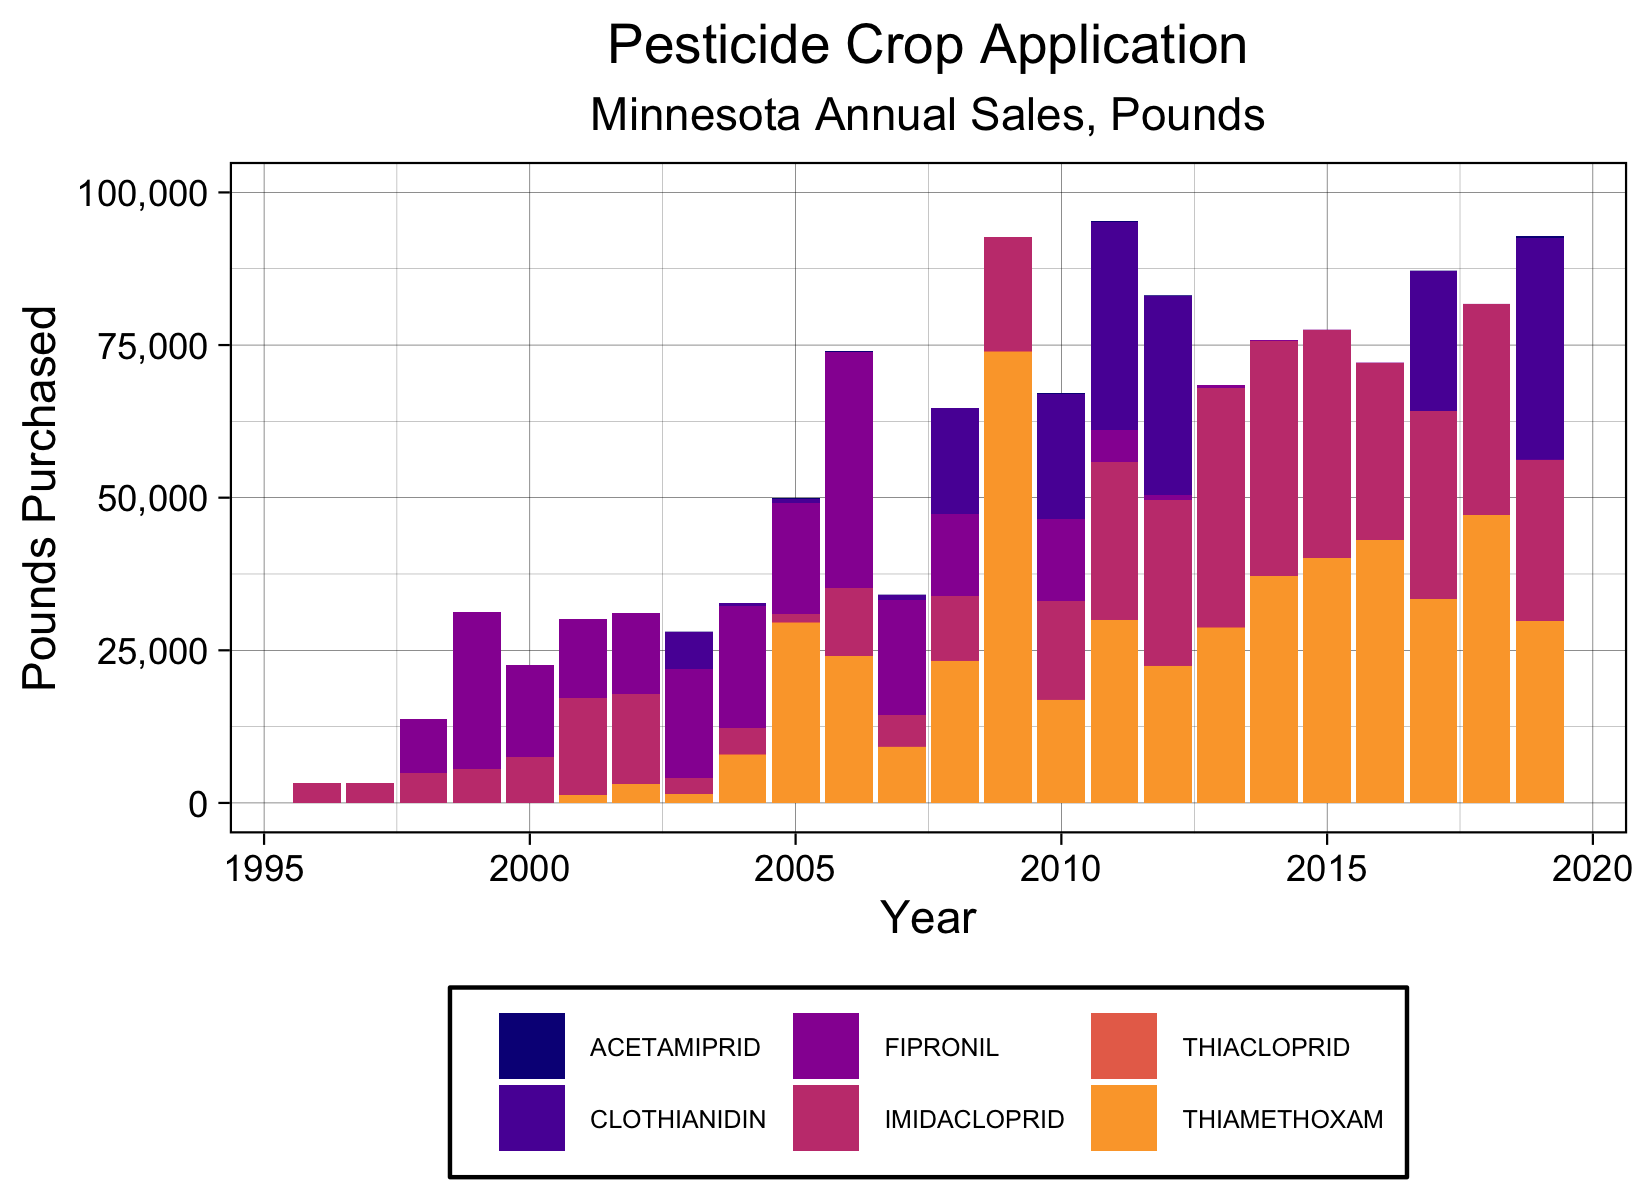 Pesticide Crop Application
Minnesota Annual Sales, Pounds
Pounds Purchased
100,000
75,000
50,000
25,000
0
1995 2000 2005 2010 2015 2020
Year
ACETAMIPRID FIPRONIL THIACLOPRID
CLOTHIANIDIN IMIDACLOPRID THIAMETHOXAM